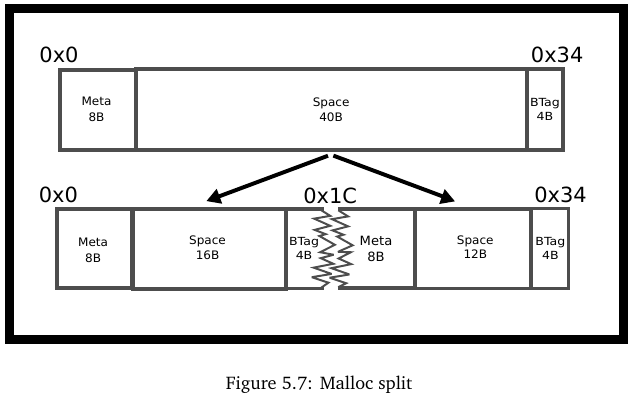 0x0 0x34
Meta Space BTag
8B 40B 4B
0x0 0x1C 0x34
Meta Space BTag Meta Space BTag
8B 16B 4B 8B 12B 4B
Figure 5.7: Malloc split